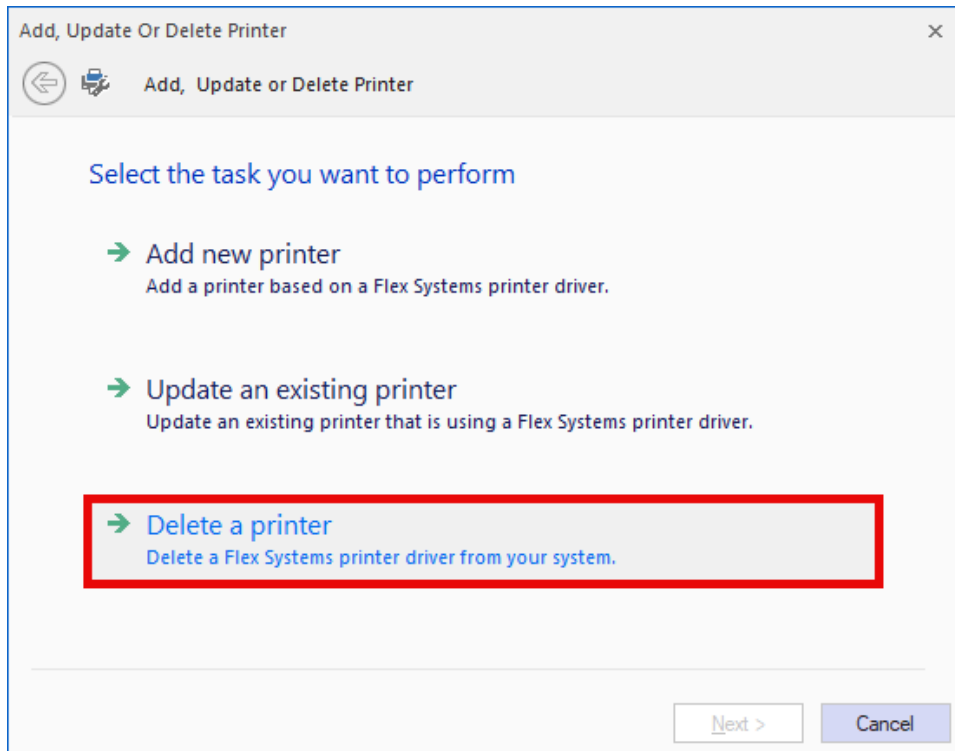 Add, Update Or Delete Printer
Add, Update or Delete Printer
Select the task you want to perform
Add new printer
Add a printer based on a Flex Systems printer driver.
Update an existing printer
Update an existing printer that is using a Flex Systems printer driver.
Delete a printer
Delete a Flex Systems printer driver from your system.
Next > Cancel